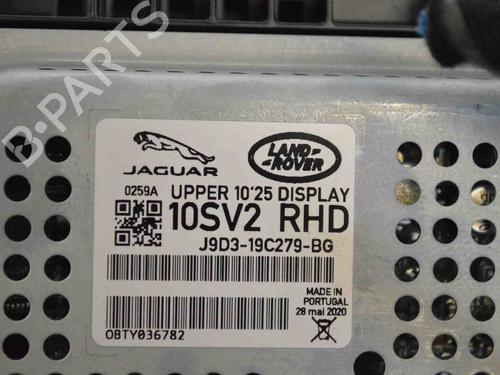 B-PARTS
JAGUAR
LAND-
ROVER
0259A
UPPER 10'25 DISPLAY
10SV2 RHD
J9D3-19C279-BG
MADE IN
PORTUGAL
28 mai 2020
OBTY036782